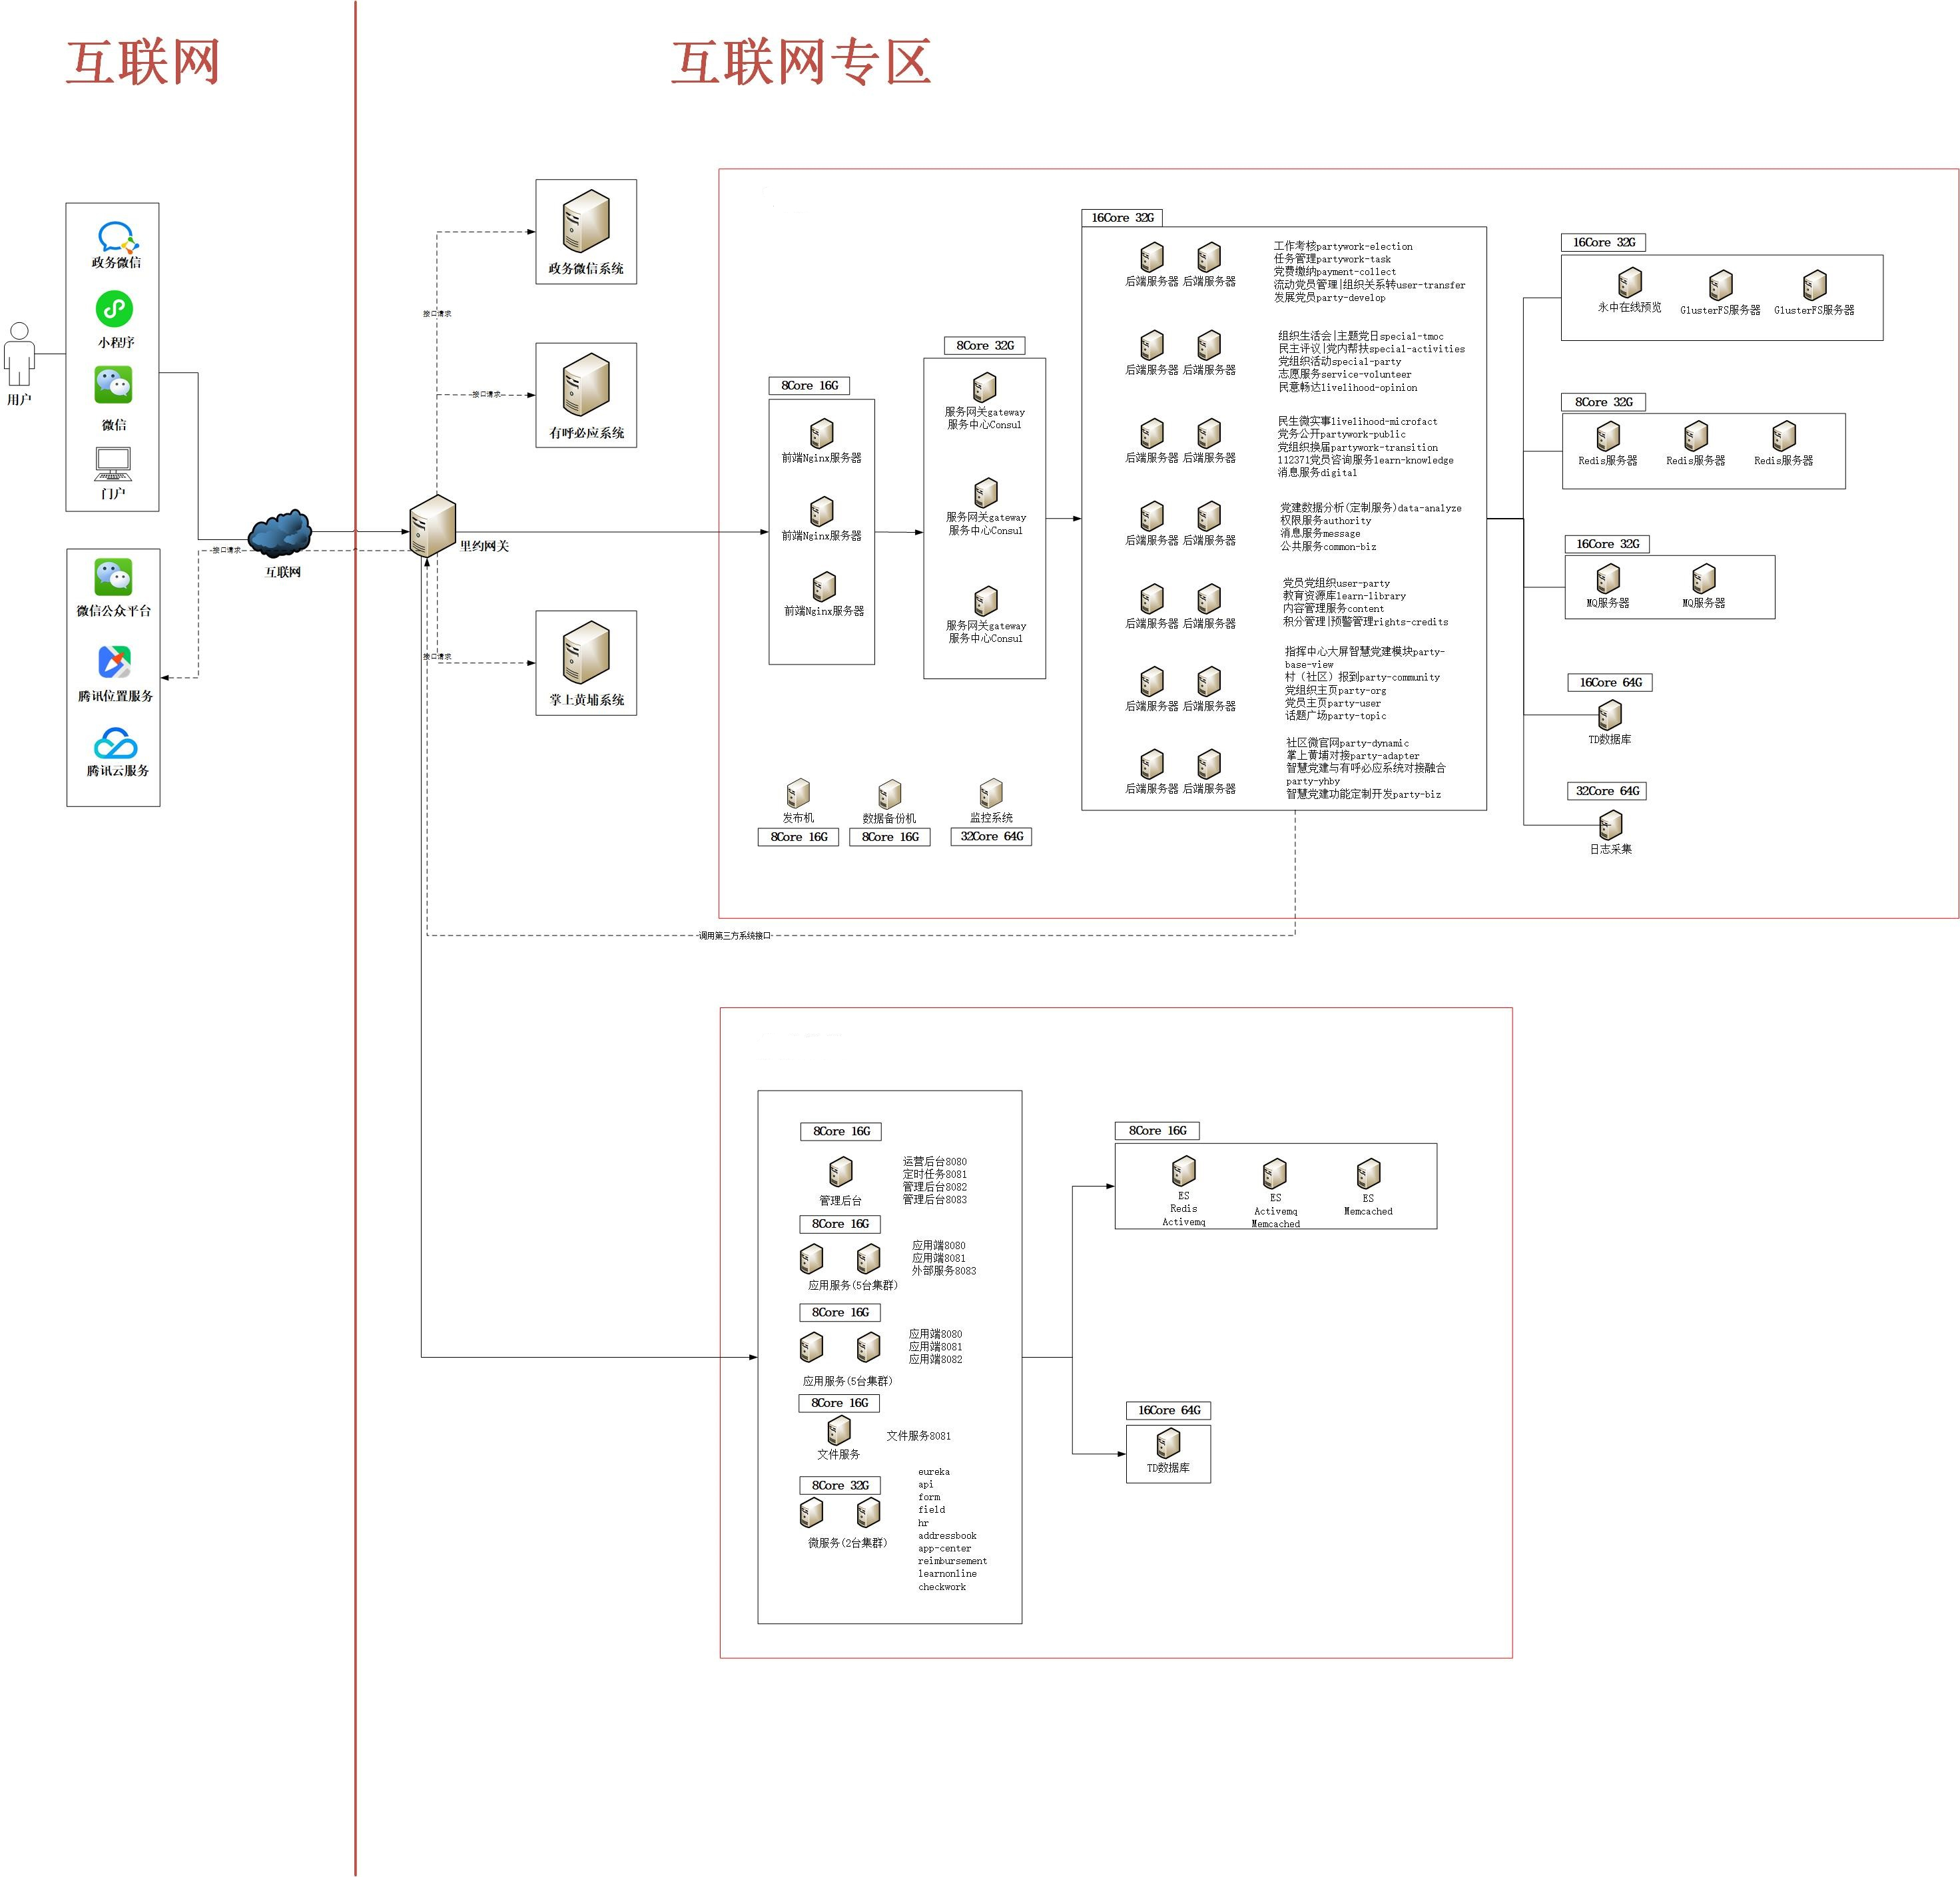 互联网
互联网专区
用户
政务微信
小程序
微信
门户
微信公众平台
腾讯位置服务
腾讯云服务
互联网
接口请求
里约网关
接口请求
接口请求
接口请求
政务微信系统
有呼必应系统
掌上黄埔系统
8Core 16G
前端Nginx服务器
前端Nginx服务器
前端Nginx服务器
8Core 32G
服务网关gateway
服务中心Consul
服务网关gateway
服务中心Consul
服务网关gateway
服务中心Consul
发布机
8Core 16G
数据备份机
8Core 16G
监控系统
32Core 64G
16Core 32G
后端服务器 后端服务器
工作考核partywork-election
任务管理partywork-task
党费缴纳payment-collect
流动党员管理|组织关系转user-transfer
发展党员party-develop
后端服务器 后端服务器
组织生活会|主题党日special-tmoc
民主评议|党内帮扶special-activities
党组织活动special-party
志愿服务service-volunteer
民意畅达livelihood-opinion
后端服务器 后端服务器
民生微实事livelihood-microfact
党务公开partywork-public
党组织换届partywork-transition
112371党员咨询服务learn-knowledge
消息服务digital
后端服务器 后端服务器
党建数据分析(定制服务)data-analyze
权限服务authority
消息服务message
公共服务common-biz
后端服务器 后端服务器
党员党组织user-party
教育资源库learn-library
内容管理服务content
积分管理|预警管理rights-credits
后端服务器 后端服务器
指挥中心大屏智慧党建模块party-
base-view
村（社区）报到party-community
党组织主页party-org
党员主页party-user
话题广场party-topic
后端服务器 后端服务器
社区微官网party-dynamic
掌上黄埔对接party-adapter
智慧党建与有呼必应系统对接融合
party-yhby
智慧党建功能定制开发party-biz
16Core 32G
永中在线预览
GlusterFS服务器
GlusterFS服务器
8Core 32G
Redis服务器
Redis服务器
Redis服务器
16Core 32G
MQ服务器
MQ服务器
16Core 64G
TD数据库
32Core 64G
日志采集
调用第三方系统接口
8Core 16G
管理后台
运营后台8080
定时任务8081
管理后台8082
管理后台8083
8Core 16G
应用服务(5台集群)
应用端8080
应用端8081
外部服务8083
8Core 16G
应用服务(5台集群)
应用端8080
应用端8081
应用端8082
8Core 16G
文件服务
文件服务8081
8Core 32G
微服务(2台集群)
eureka
api
form
field
hr
addressbook
app-center
reimbursement
learnonline
checkwork
8Core 16G
ES
Redis
Activemq
ES
Activemq
Memcached
ES
Memcached
16Core 64G
TD数据库